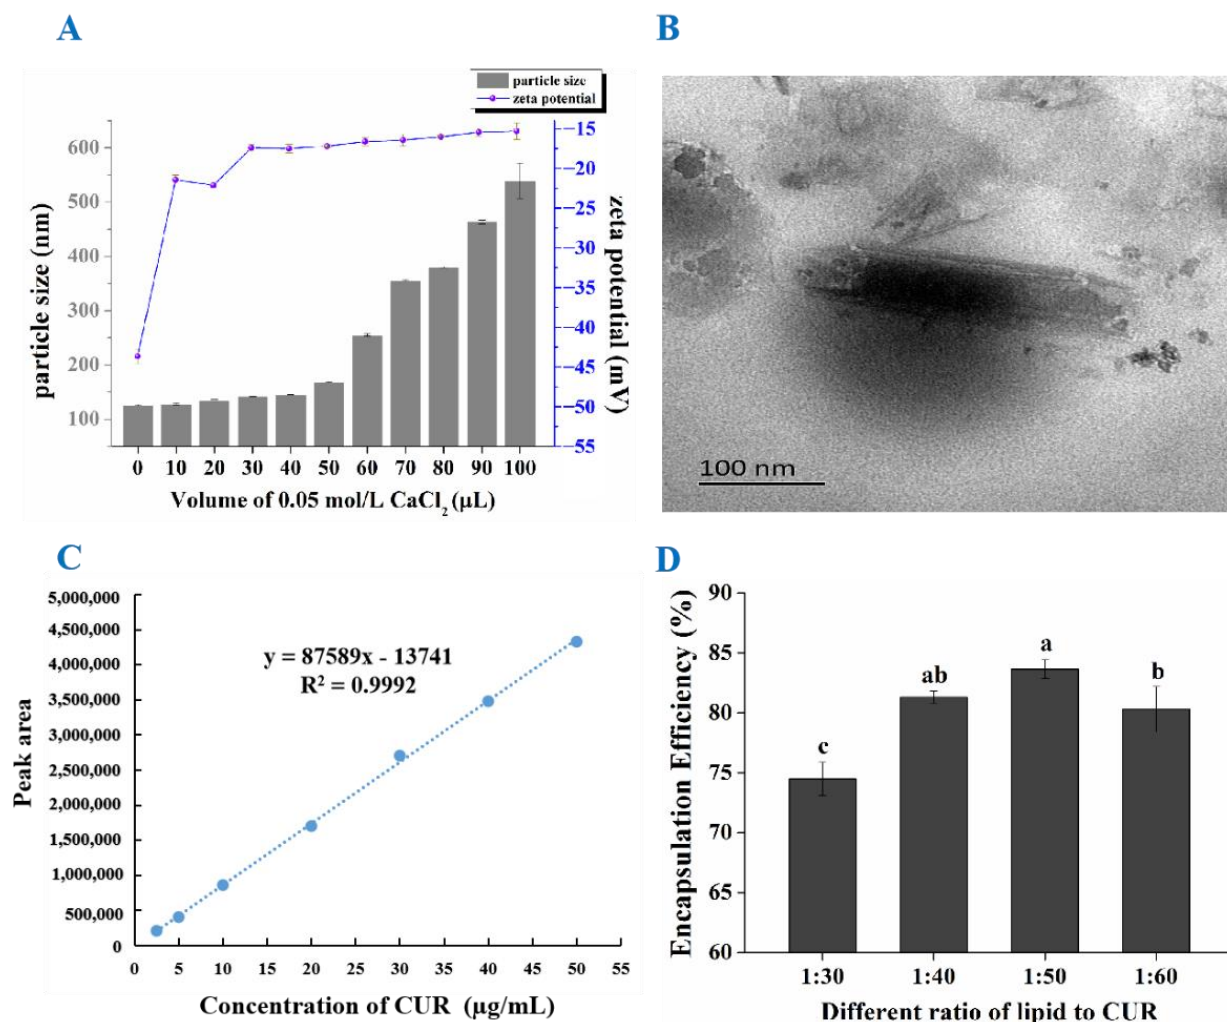 A
particle size
zeta potential
600
500
400
300
200
100
particle size (nm)
−15
−20
−25
−30
−35
−40
−45
−50
−55
zeta potential (mV)
0 10 20 30 40 50 60 70 80 90 100
Volume of 0.05 mol/L CaCl2 (μL)
B
100 nm
C
5,000,000
4,500,000
4,000,000
3,500,000
3,000,000
2,500,000
2,000,000
1,500,000
1,000,000
500,000
0
Peak area
y = 87589x - 13741
R² = 0.9992
0 5 10 15 20 25 30 35 40 45 50 55
Concentration of CUR (μg/mL)
D
90
85
80
75
70
65
60
Encapsulation Efficiency (%)
c
ab
a
b
1:30 1:40 1:50 1:60
Different ratio of lipid to CUR